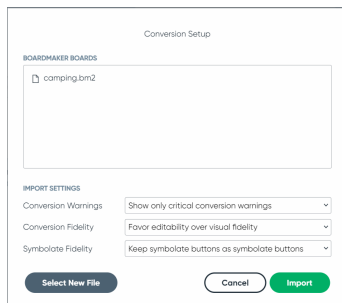 Conversion Setup
BOARDMAKER BOARDS
camping.bm2
IMPORT SETTINGS
Conversion Warnings Show only critical conversion warnings
Conversion Fidelity Favor editability over visual fidelity
Symbolate Fidelity Keep symbolate buttons as symbolate buttons
Select New File Cancel Import